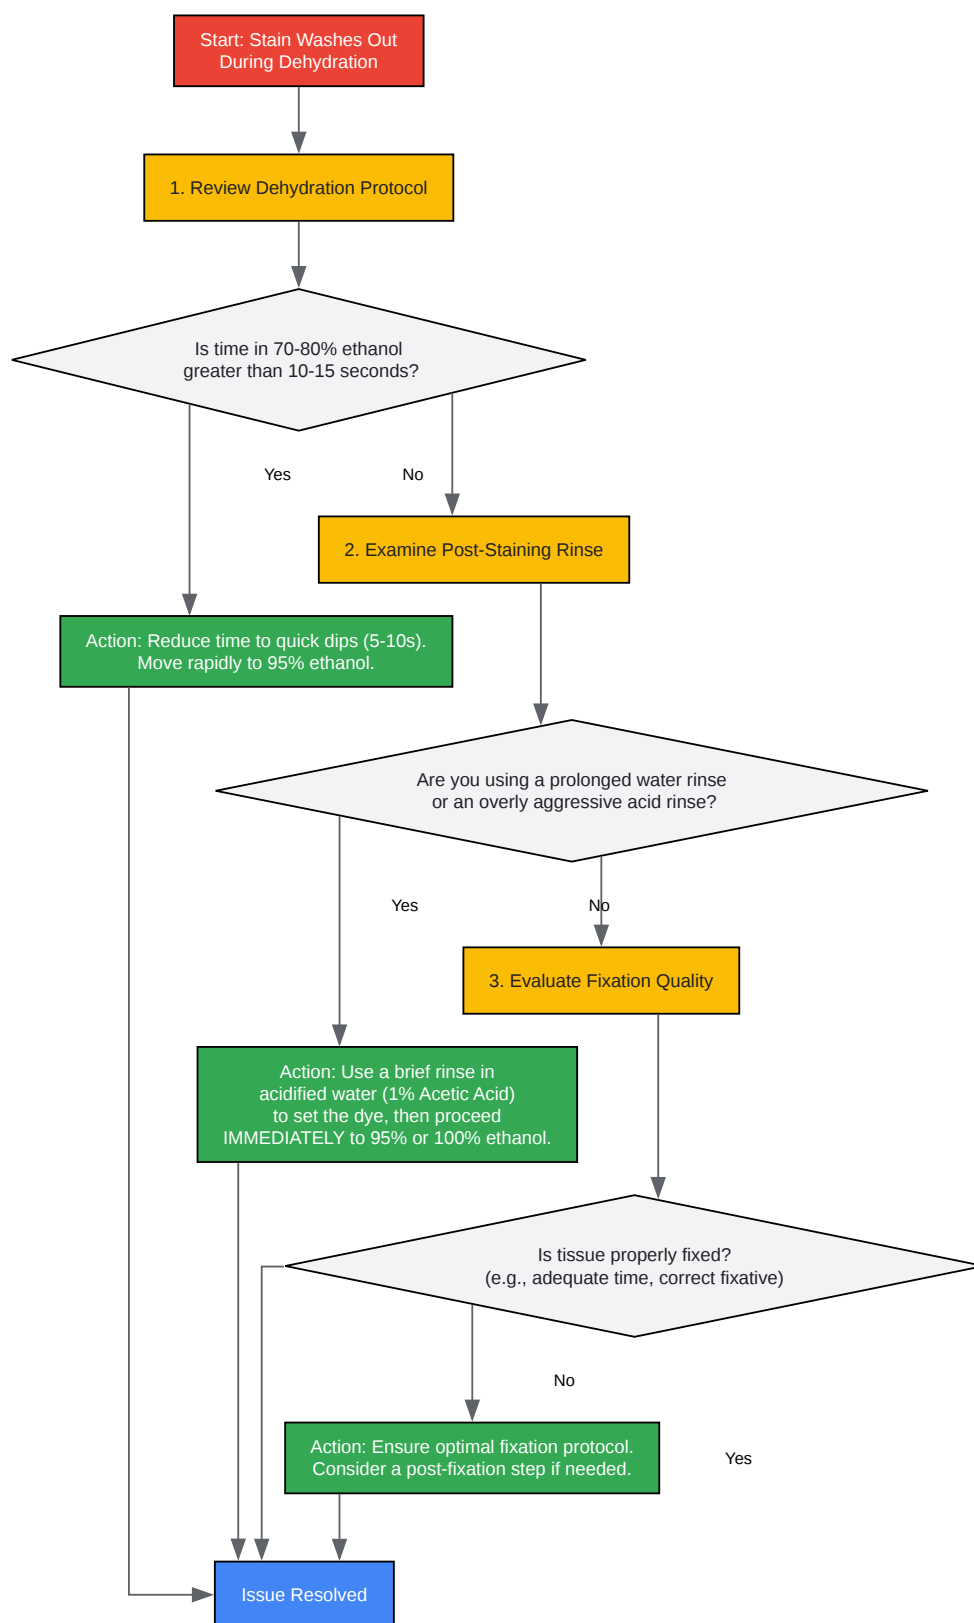 Start: Stain Washes Out
During Dehydration
1. Review Dehydration Protocol
Is time in 70-80% ethanol
greater than 10-15 seconds?
Yes
No
2. Examine Post-Staining Rinse
Action: Reduce time to quick dips (5-10s).
Move rapidly to 95% ethanol.
Are you using a prolonged water rinse
or an overly aggressive acid rinse?
Yes
No
3. Evaluate Fixation Quality
Action: Use a brief rinse in
acidified water (1% Acetic Acid)
to set the dye, then proceed
IMMEDIATELY to 95% or 100% ethanol.
Is tissue properly fixed?
(e.g., adequate time, correct fixative)
No
Action: Ensure optimal fixation protocol.
Consider a post-fixation step if needed.
Yes
Issue Resolved